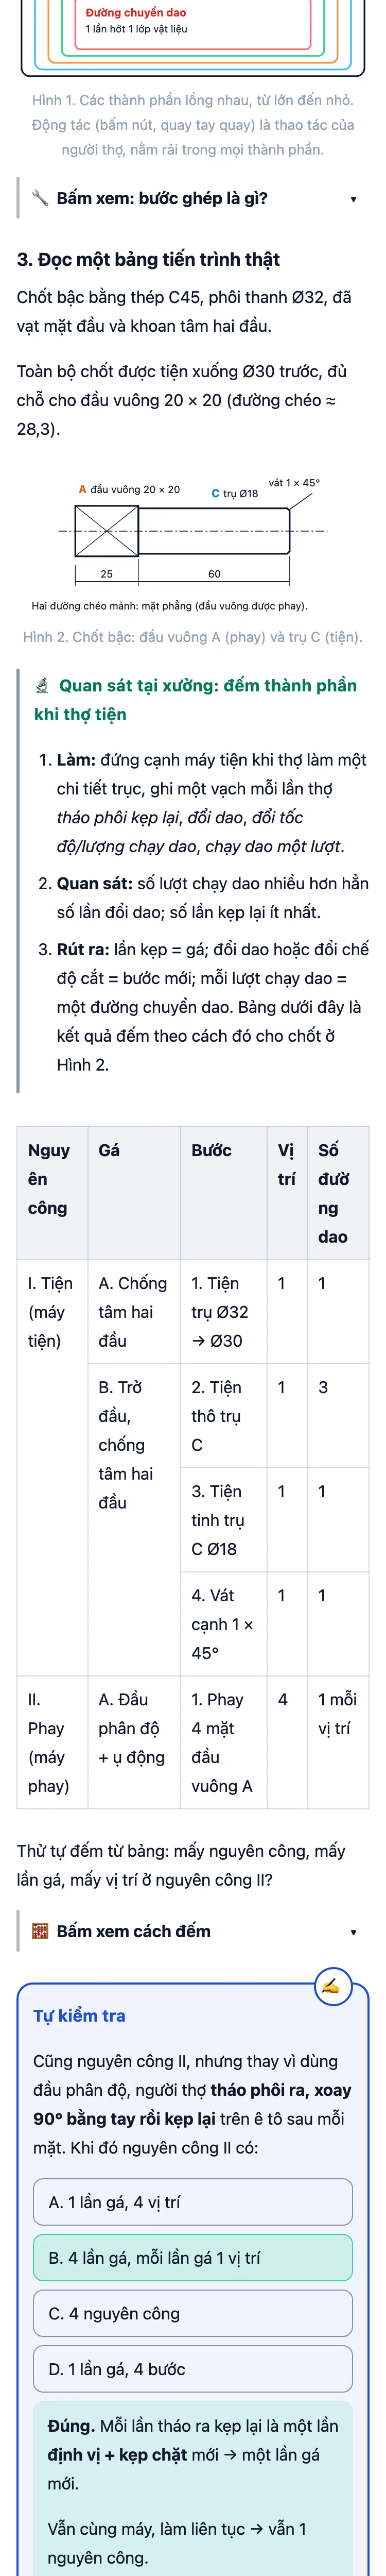 Đường chuyển dao
1 lần hớt 1 lớp vật liệu
Hình 1. Các thành phần lồng nhau, từ lớn đến nhỏ.
Động tác (bấm nút, quay tay quay) là thao tác của
người thợ, nằm rải trong mọi thành phần.
🔧 Bấm xem: bước ghép là gì? ▼
3. Đọc một bảng tiến trình thật
Chốt bậc bằng thép C45, phôi thanh Ø32, đã
vạt mặt đầu và khoan tâm hai đầu.
Toàn bộ chốt được tiện xuống Ø30 trước, đủ
chỗ cho đầu vuông 20 × 20 (đường chéo ≈
28,3).
A đầu vuông 20 × 20
C trụ Ø18
vát 1 × 45°
25
60
Hai đường chéo mảnh: mặt phẳng (đầu vuông được phay).
Hình 2. Chốt bậc: đầu vuông A (phay) và trụ C (tiện).
🔬 Quan sát tại xưởng: đếm thành phần
khi thợ tiện
1. Làm: đứng cạnh máy tiện khi thợ làm một
chi tiết trục, ghi một vạch mỗi lần thợ
tháo phôi kẹp lại, đổi dao, đổi tốc
độ/lượng chạy dao, chạy dao một lượt.
2. Quan sát: số lượt chạy dao nhiều hơn hẳn
số lần đổi dao; số lần kẹp lại ít nhất.
3. Rút ra: lần kẹp = gá; đổi dao hoặc đổi chế
độ cắt = bước mới; mỗi lượt chạy dao =
một đường chuyển dao. Bảng dưới đây là
kết quả đếm theo cách đó cho chốt ở
Hình 2.
Nguy
ên
công
Gá
Bước
Vị
trí
Số
đườ
ng
dao
I. Tiện
(máy
tiện)
A. Chống
tâm hai
đầu
1. Tiện
trụ Ø32
→ Ø30
1
1
B. Trở
đầu,
chống
tâm hai
đầu
2. Tiện
thô trụ
C
1
3
3. Tiện
tinh trụ
C Ø18
1
1
4. Vát
cạnh 1 ×
45°
1
1
II.
Phay
(máy
phay)
A. Đầu
phân độ
+ ụ động
1. Phay
4 mặt
đầu
vuông A
4
1 mỗi
vị trí
Thử tự đếm từ bảng: mấy nguyên công, mấy
lần gá, mấy vị trí ở nguyên công II?
🧮 Bấm xem cách đếm ▼
✍️
Tự kiểm tra
Cũng nguyên công II, nhưng thay vì dùng
đầu phân độ, người thợ tháo phôi ra, xoay
90° bằng tay rồi kẹp lại trên ê tô sau mỗi
mặt. Khi đó nguyên công II có:
A. 1 lần gá, 4 vị trí
B. 4 lần gá, mỗi lần gá 1 vị trí
C. 4 nguyên công
D. 1 lần gá, 4 bước
Đúng. Mỗi lần tháo ra kẹp lại là một lần
định vị + kẹp chặt mới → một lần gá
mới.
Vẫn cùng máy, làm liên tục → vẫn 1
nguyên công.